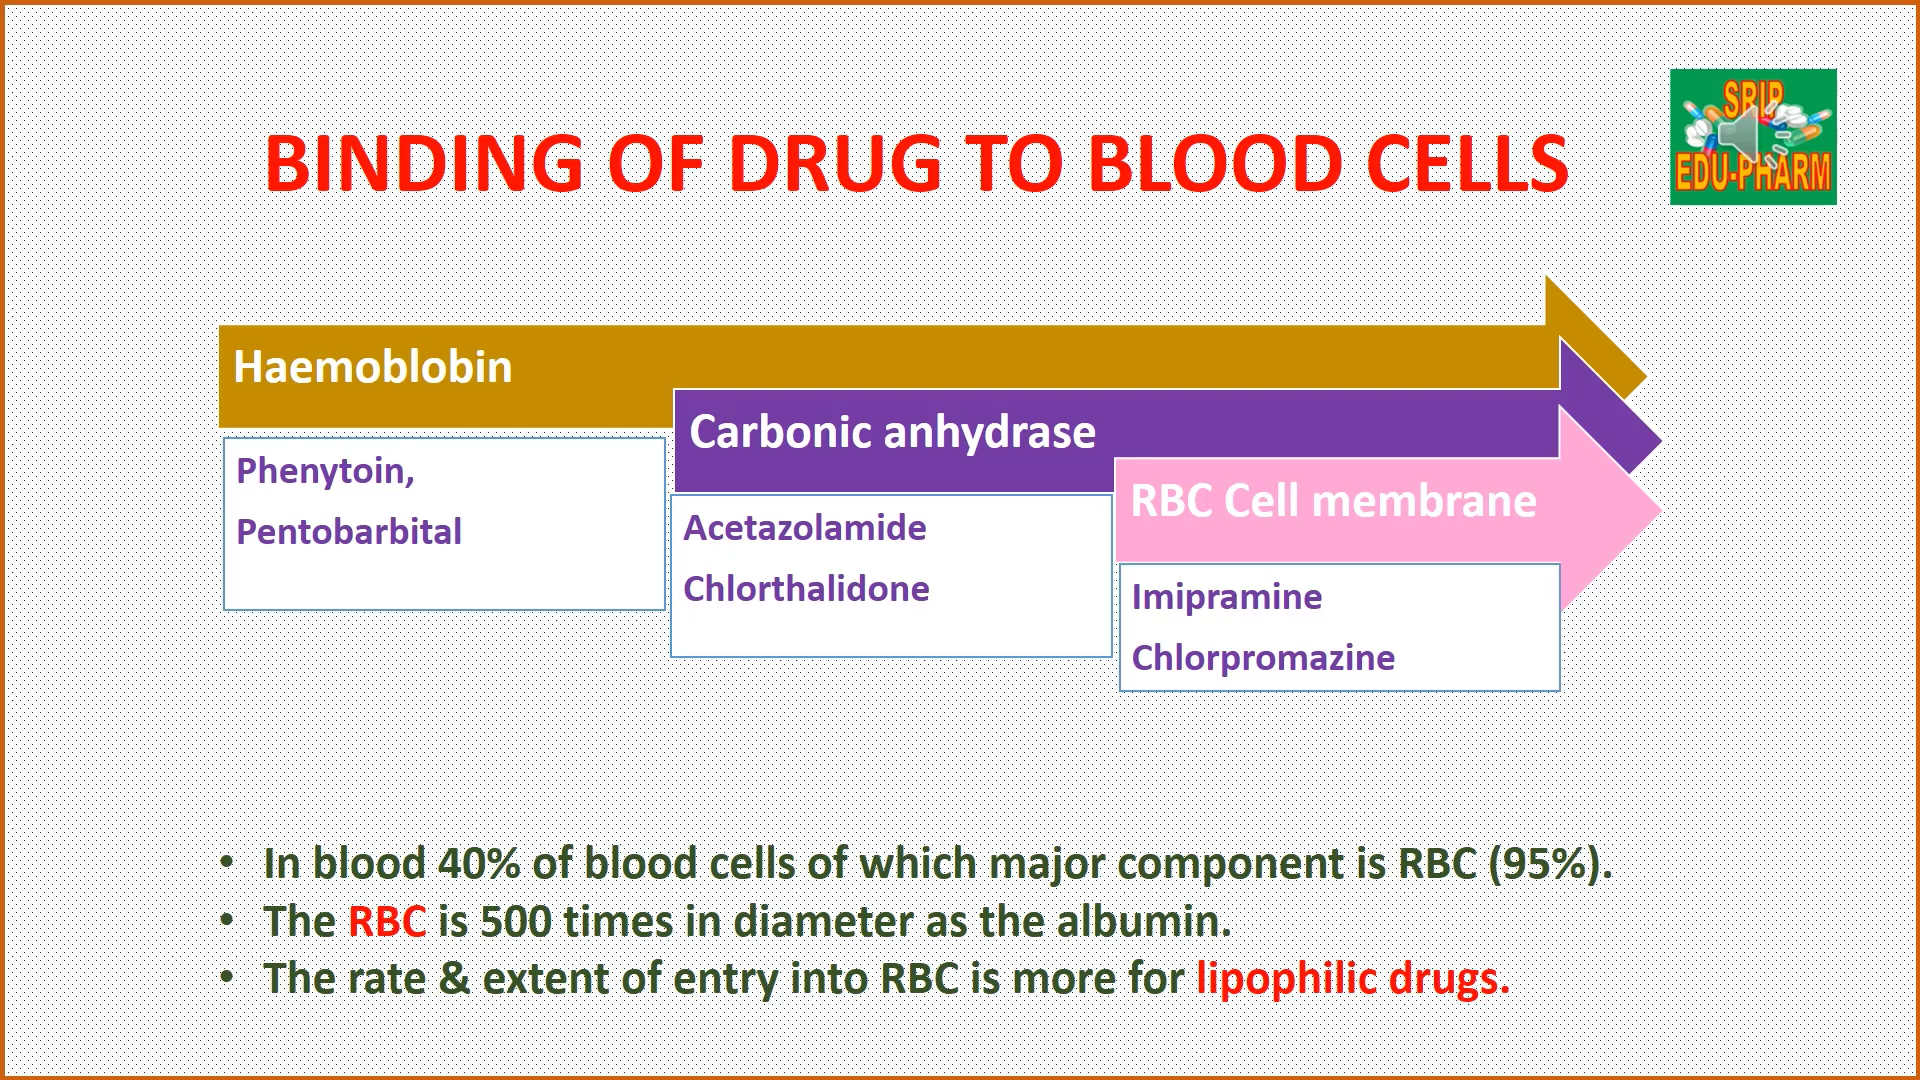 BINDING OF DRUG TO BLOOD CELLS
SRIP
EDU-PHARM
Haemoblobin
Phenytoin,
Pentobarbital
Carbonic anhydrase
Acetazolamide
Chlorthalidone
RBC Cell membrane
Imipramine
Chlorpromazine
• In blood 40% of blood cells of which major component is RBC (95%).
• The RBC is 500 times in diameter as the albumin.
• The rate & extent of entry into RBC is more for lipophilic drugs.